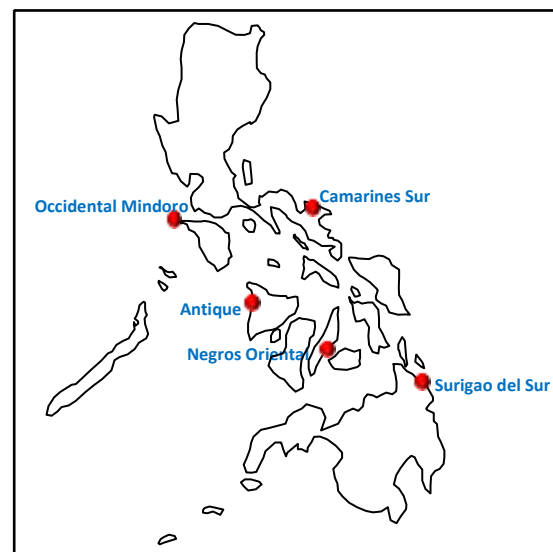 Camarines Sur
Occidental Mindoro
Antique
Negros Oriental
Surigao del Sur